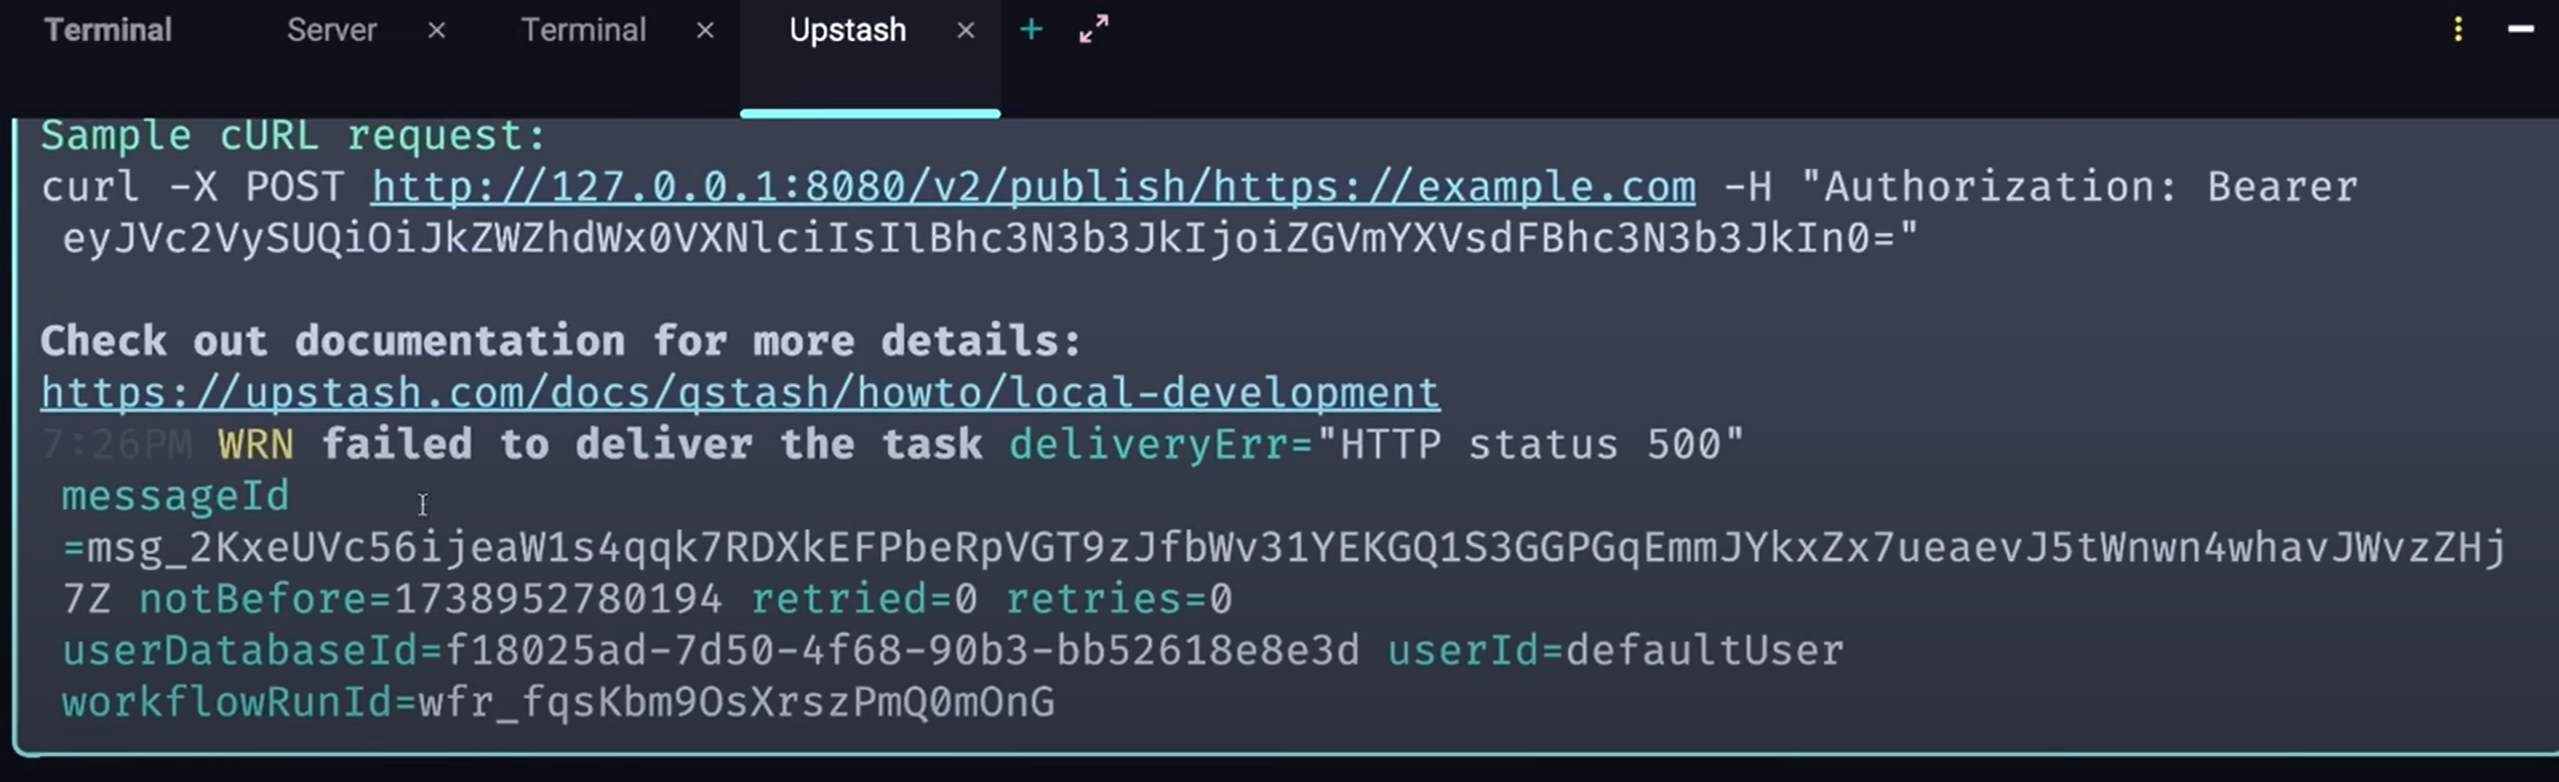 Terminal Server × Terminal × Upstash × +
Sample cURL request:
curl -X POST http://127.0.0.1:8080/v2/publish/https://example.com -H "Authorization: Bearer
eyJVc2VySUQiOiJkZWZhdWx0VXNlciIsIlBhc3N3b3JkIjoiZGVmYXVsdFBhc3N3b3JkIn0="
Check out documentation for more details:
https://upstash.com/docs/qstash/howto/local-development
7:26PM WRN failed to deliver the task deliveryErr="HTTP status 500"
messageId
=msg_2KxeUVc56ijeaW1s4qqk7RDXkEFPbeRpVGT9zJfbWv31YEKGQ1S3GGPGqEmmJYkxZx7ueaevJ5tWnwn4whavJWvzZHj
7Z notBefore=1738952780194 retried=0 retries=0
userDatabaseId=f18025ad-7d50-4f68-90b3-bb52618e8e3d userId=defaultUser
workflowRunId=wfr_fqsKbm9OsXrszPmQ0mOnG